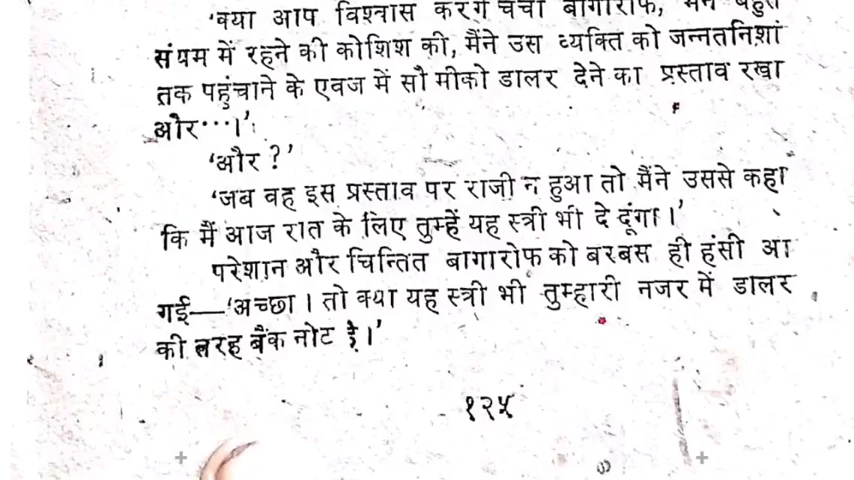 'क्या आप विश्वास करेंगे चचा बागारोफ, मैंने बहुत
संयम में रहने की कोशिश की, मैंने उस व्यक्ति को जन्नतनिशां
तक पहुंचाने के एवज में सौ मीको डालर देने का प्रस्ताव रखा
और···।'
'और ?'
'जब वह इस प्रस्ताव पर राजी न हुआ तो मैंने उससे कहा
कि मैं आज रात के लिए तुम्हें यह स्त्री भी दे दूंगा।'
परेशान और चिन्तित बागारोफ को बरबस ही हंसी आ
गई—'अच्छा । तो क्या यह स्त्री भी तुम्हारी नजर में डालर
की तरह बैंक नोट है।'
१२५